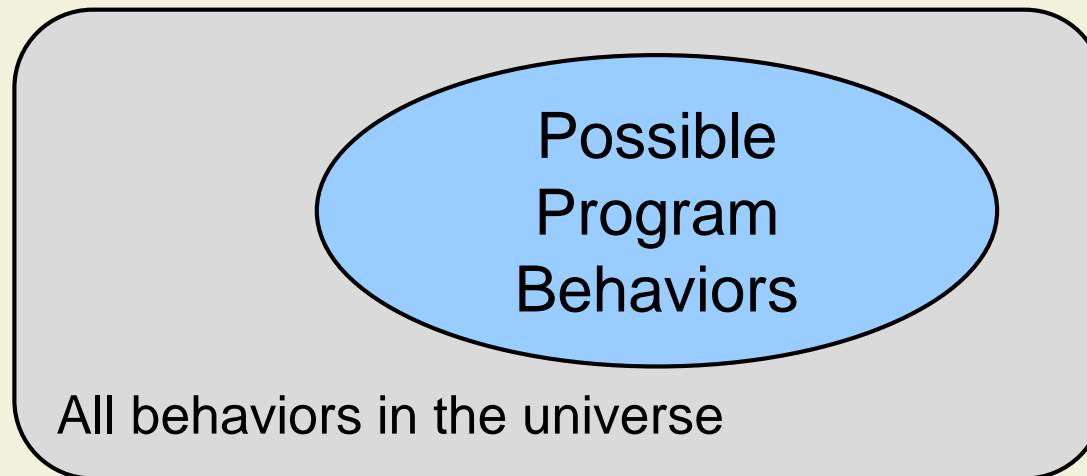 Possible
Program
Behaviors
All behaviors in the universe